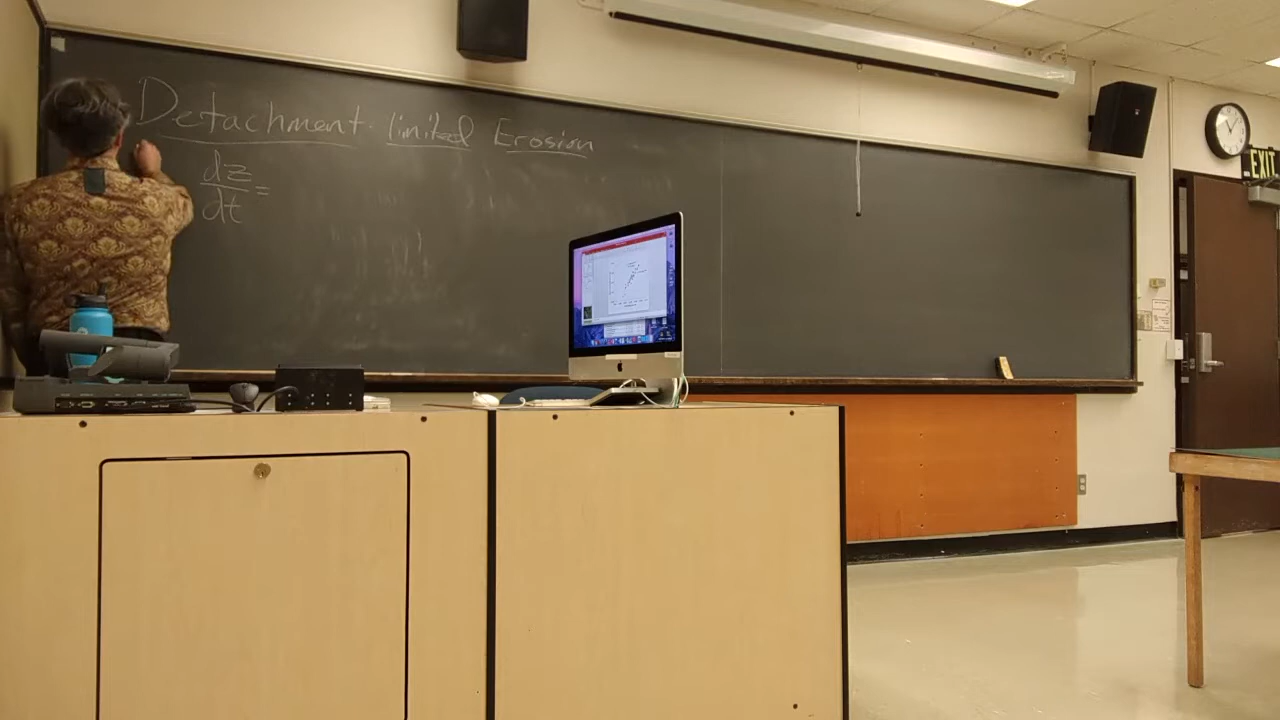 Detachment-limited Erosion
dz
dt =
EXIT